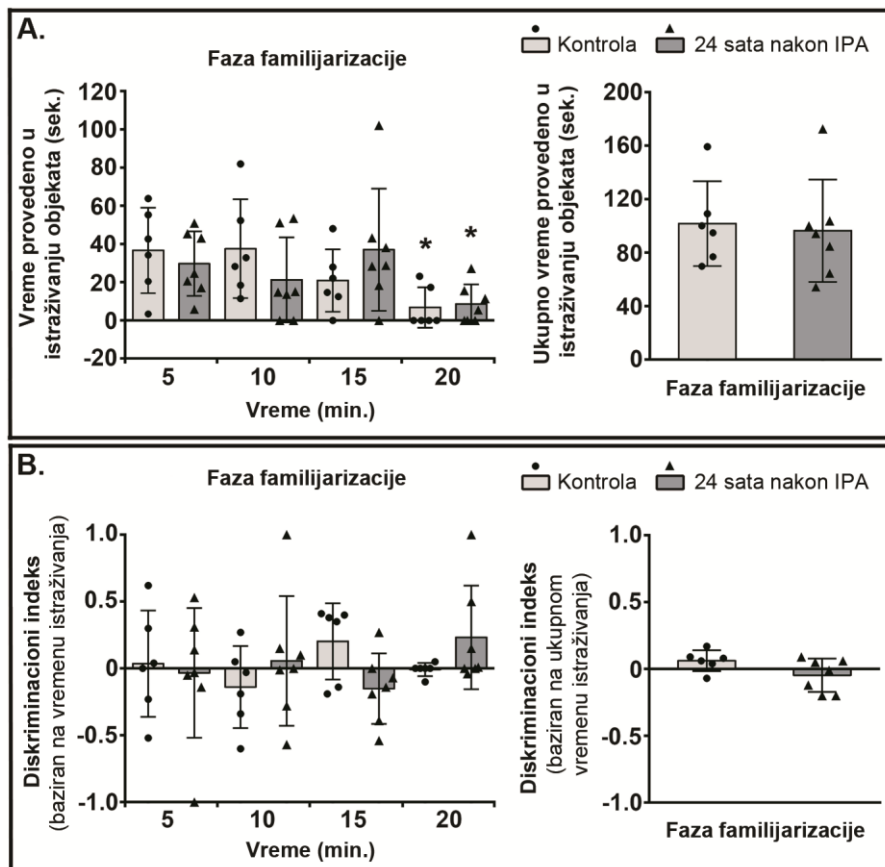 A.
Kontrola
24 sata nakon IPA
Faza familijarizacije
Vreme provedeno u
istraživanju objekata (sek.)
120
100
80
60
40
20
0
-20
*
*
5
10
15
20
Vreme (min.)
Ukupno vreme provedeno u
istraživanju objekata (sek.)
200
160
120
80
40
0
Faza familijarizacije
B.
Faza familijarizacije
Kontrola
24 sata nakon IPA
Diskriminacioni indeks
(baziran na vremenu istraživanja)
1.0
0.5
0
-0.5
-1.0
5
10
15
20
Vreme (min.)
Diskriminacioni indeks
(baziran na ukupnom
vremenu istraživanja)
1.0
0.5
0
-0.5
-1.0
Faza familijarizacije